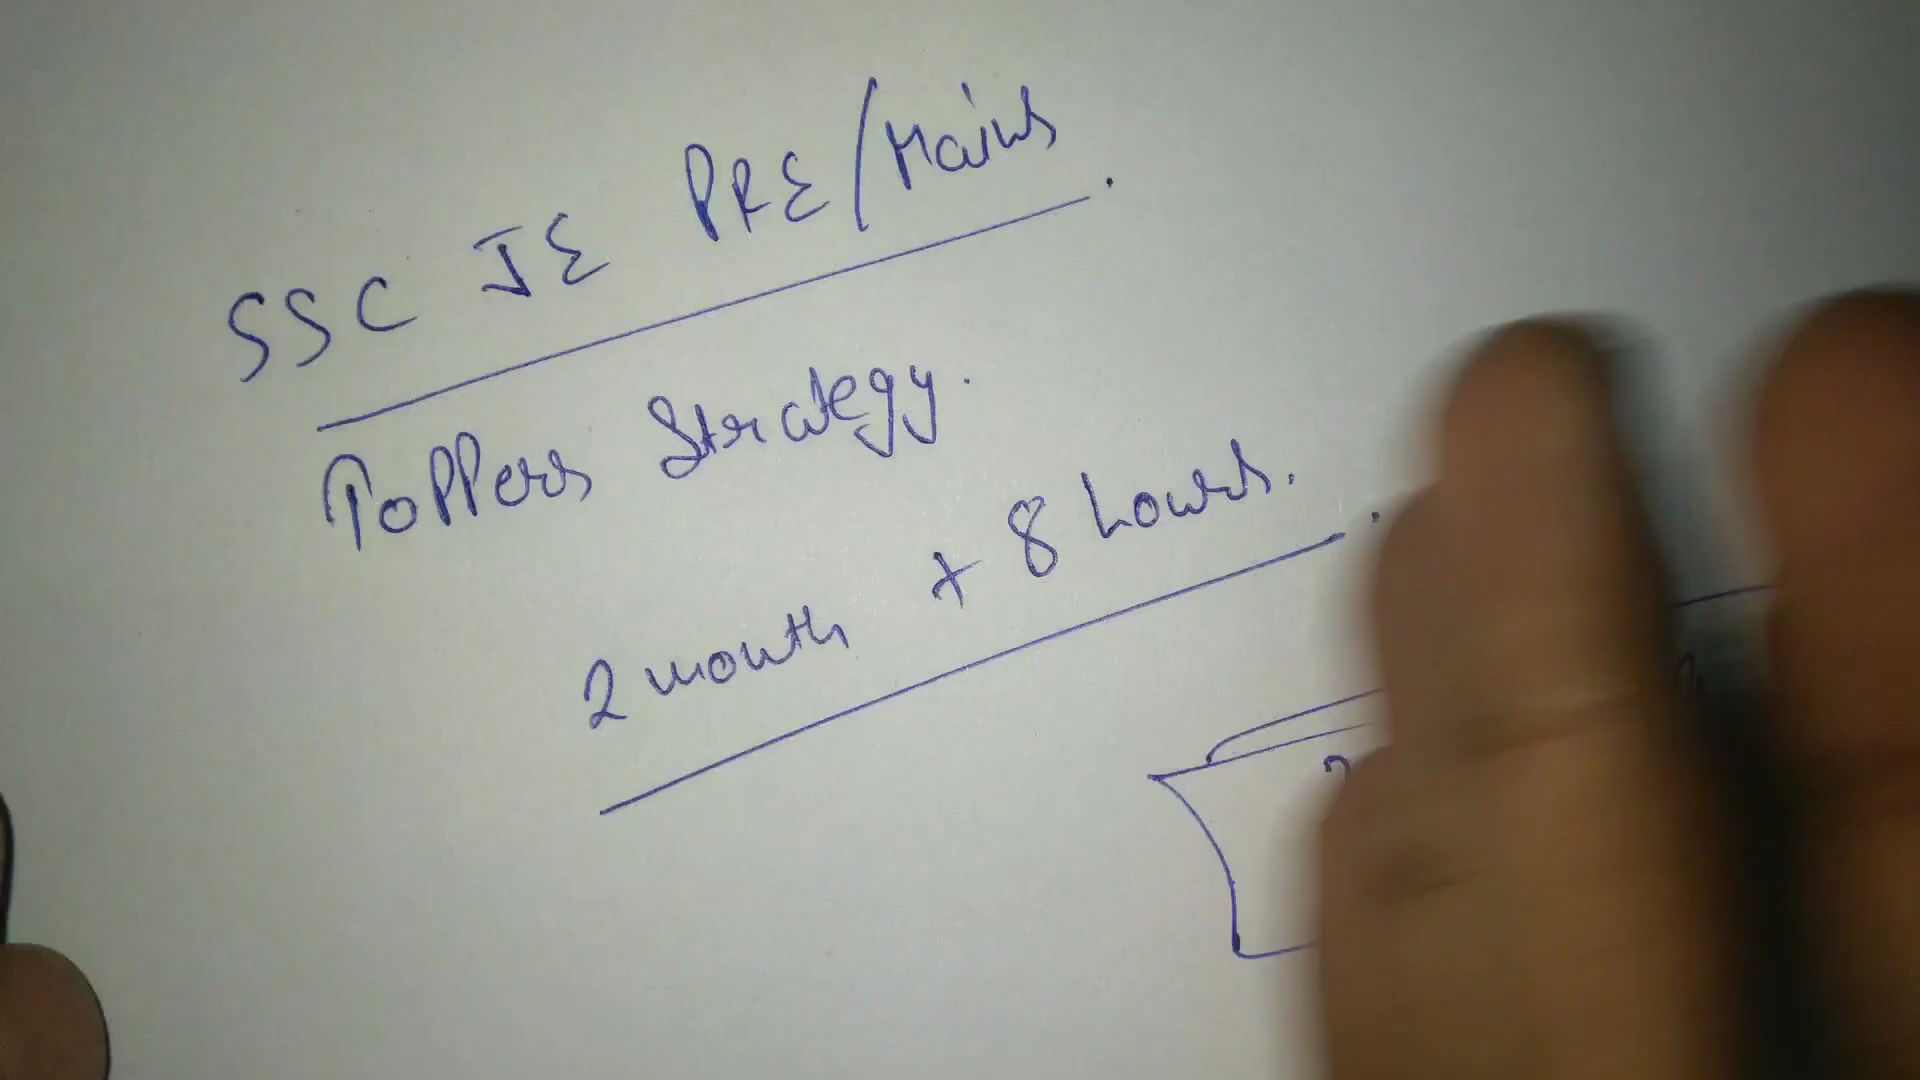 SSC JE PRE/Mains.
Toppers Strategy.
2 month + 8 hours.